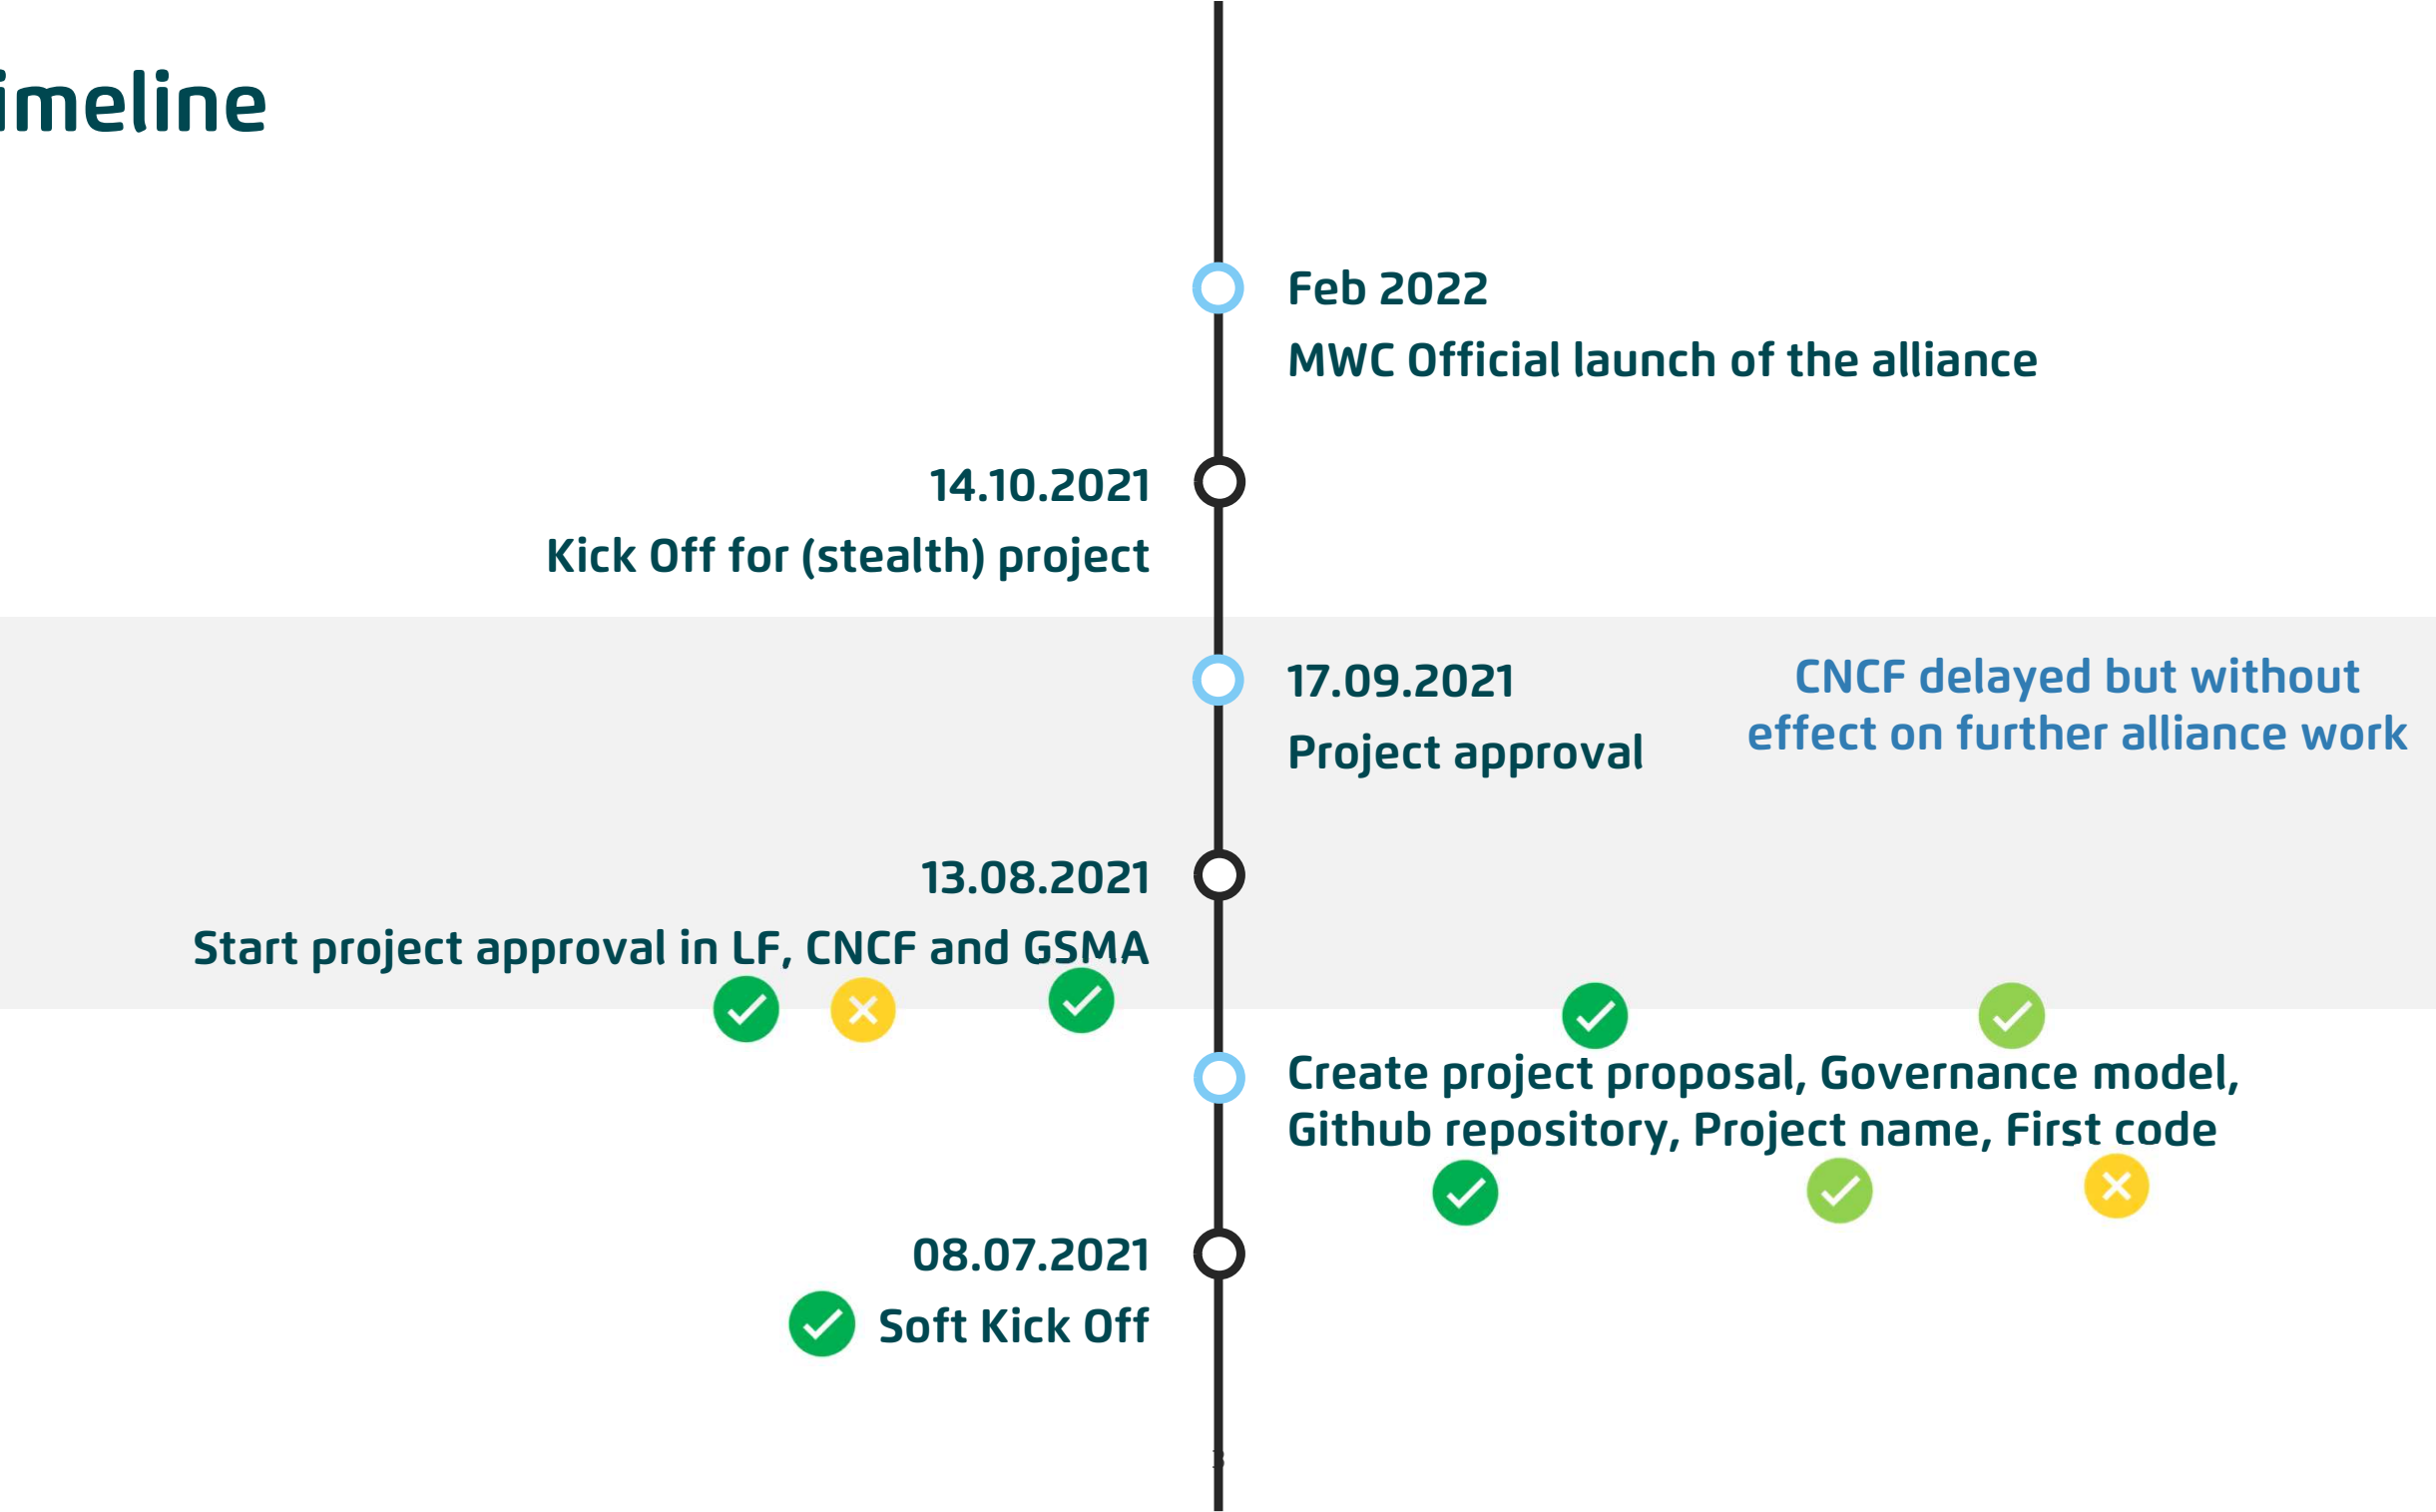 imeline
Feb 2022
MWC Official launch of the alliance
14.10.2021
Kick Off for (stealth) project
17.09.2021
Project approval
CNCF delayed but without
effect on further alliance work
13.08.2021
Start project approval in LF, CNCF and GSMA
Create project proposal, Governance model,
Github repository, Project name, First code
08.07.2021
Soft Kick Off
3